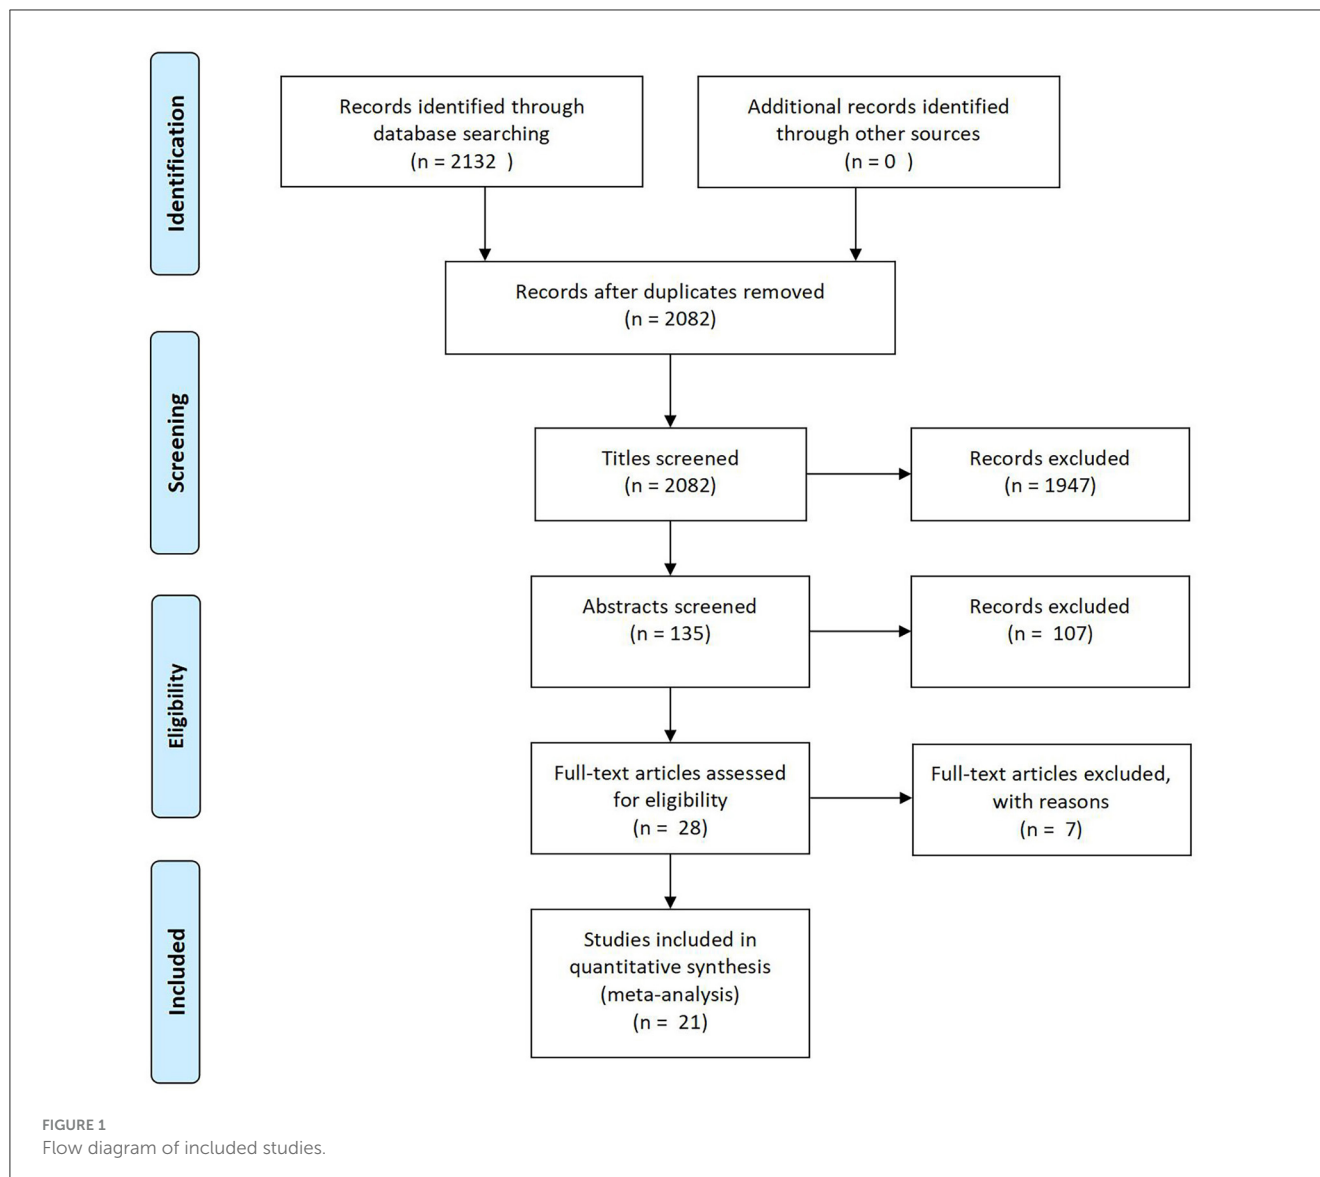 Identification
Records identified through
database searching
(n = 2132  )
Additional records identified
through other sources
(n = 0  )
Records after duplicates removed
(n = 2082)
Screening
Titles screened
(n = 2082)
Records excluded
(n = 1947)
Abstracts screened
(n = 135)
Records excluded
(n =  107)
Eligibility
Full-text articles assessed
for eligibility
(n =  28)
Full-text articles excluded,
with reasons
(n =  7)
Included
Studies included in
quantitative synthesis
(meta-analysis)
(n =  21)
FIGURE 1
Flow diagram of included studies.